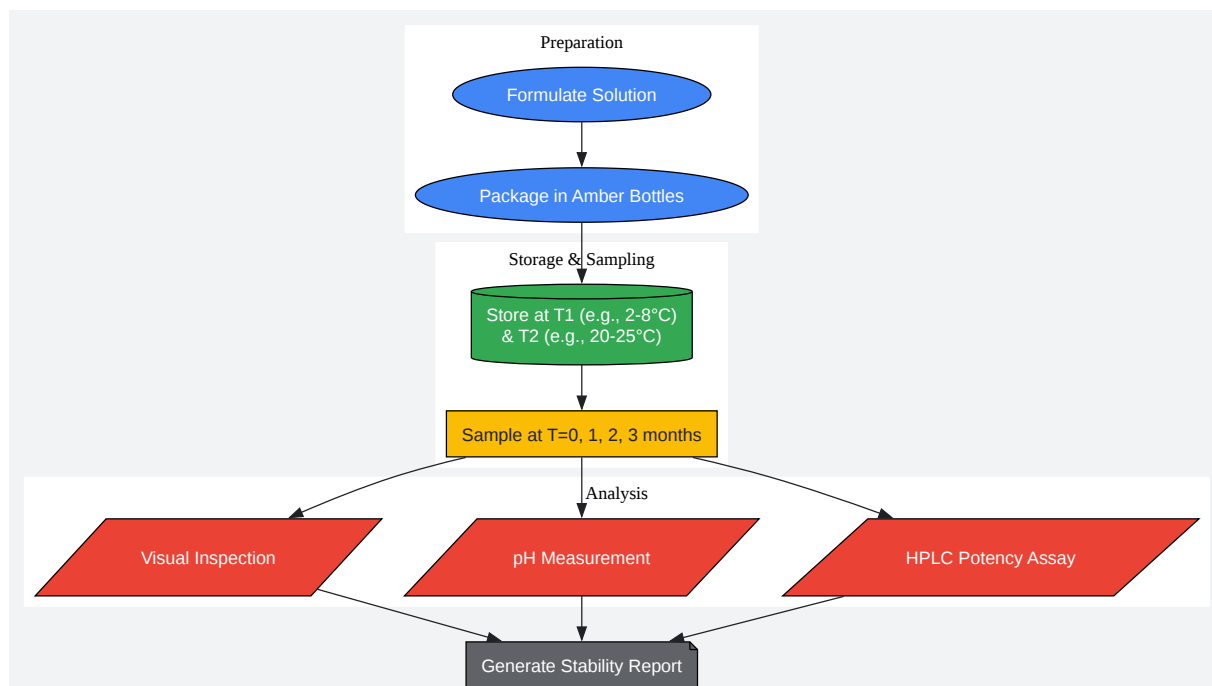 Preparation
Formulate Solution
Package in Amber Bottles
Storage & Sampling
Store at T1 (e.g., 2-8°C)
& T2 (e.g., 20-25°C)
Sample at T=0, 1, 2, 3 months
Analysis
Visual Inspection
pH Measurement
HPLC Potency Assay
Generate Stability Report